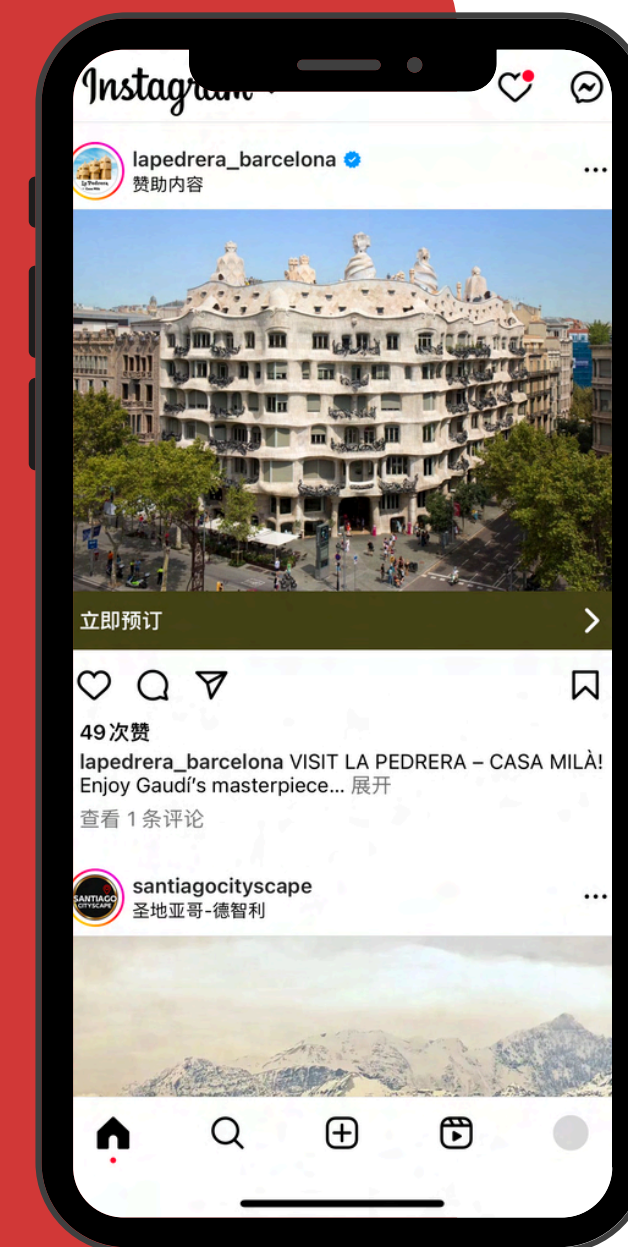 Instagram
lapedrera_barcelona
赞助内容
立即预订
49次赞
lapedrera_barcelona VISIT LA PEDRERA – CASA MILÀ!
Enjoy Gaudí's masterpiece... 展开
查看 1 条评论
SANTIAGO
CITYSCAPE
santiagocityscape
圣地亚哥-德智利